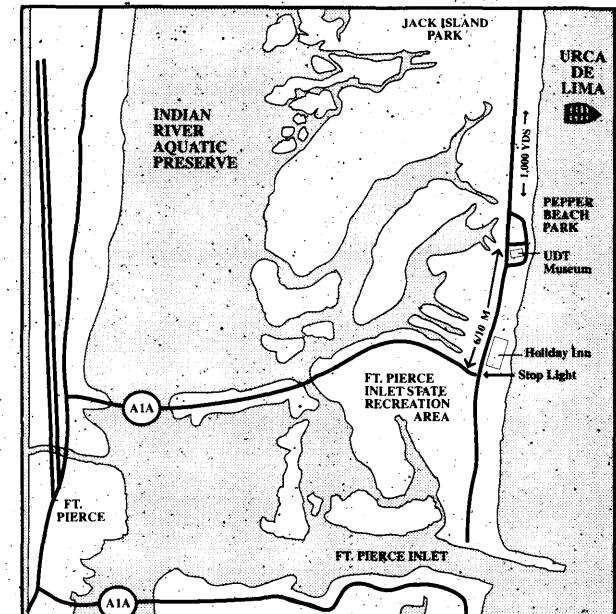 JACK ISLAND
PARK
URCA
DE
LIMA
INDIAN
RIVER
AQUATIC
PRESERVE
1,000 YDS
PEPPER
BEACH
PARK
UDT
Museum
6/10 M
Holiday Inn
Stop Light
FT. PIERCE
INLET STATE
RECREATION
AREA
A1A
FT.
PIERCE
FT. PIERCE INLET
A1A